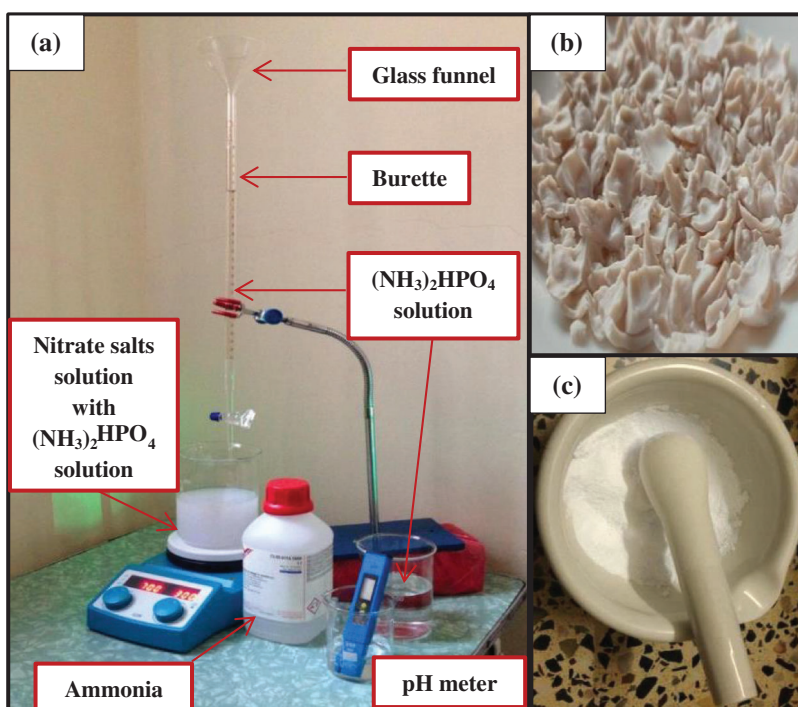 (a)
Glass funnel
Burette
(NH₃)₂HPO₄
solution
Nitrate salts
solution
with
(NH₃)₂HPO₄
solution
Ammonia
pH meter
(b)
(c)